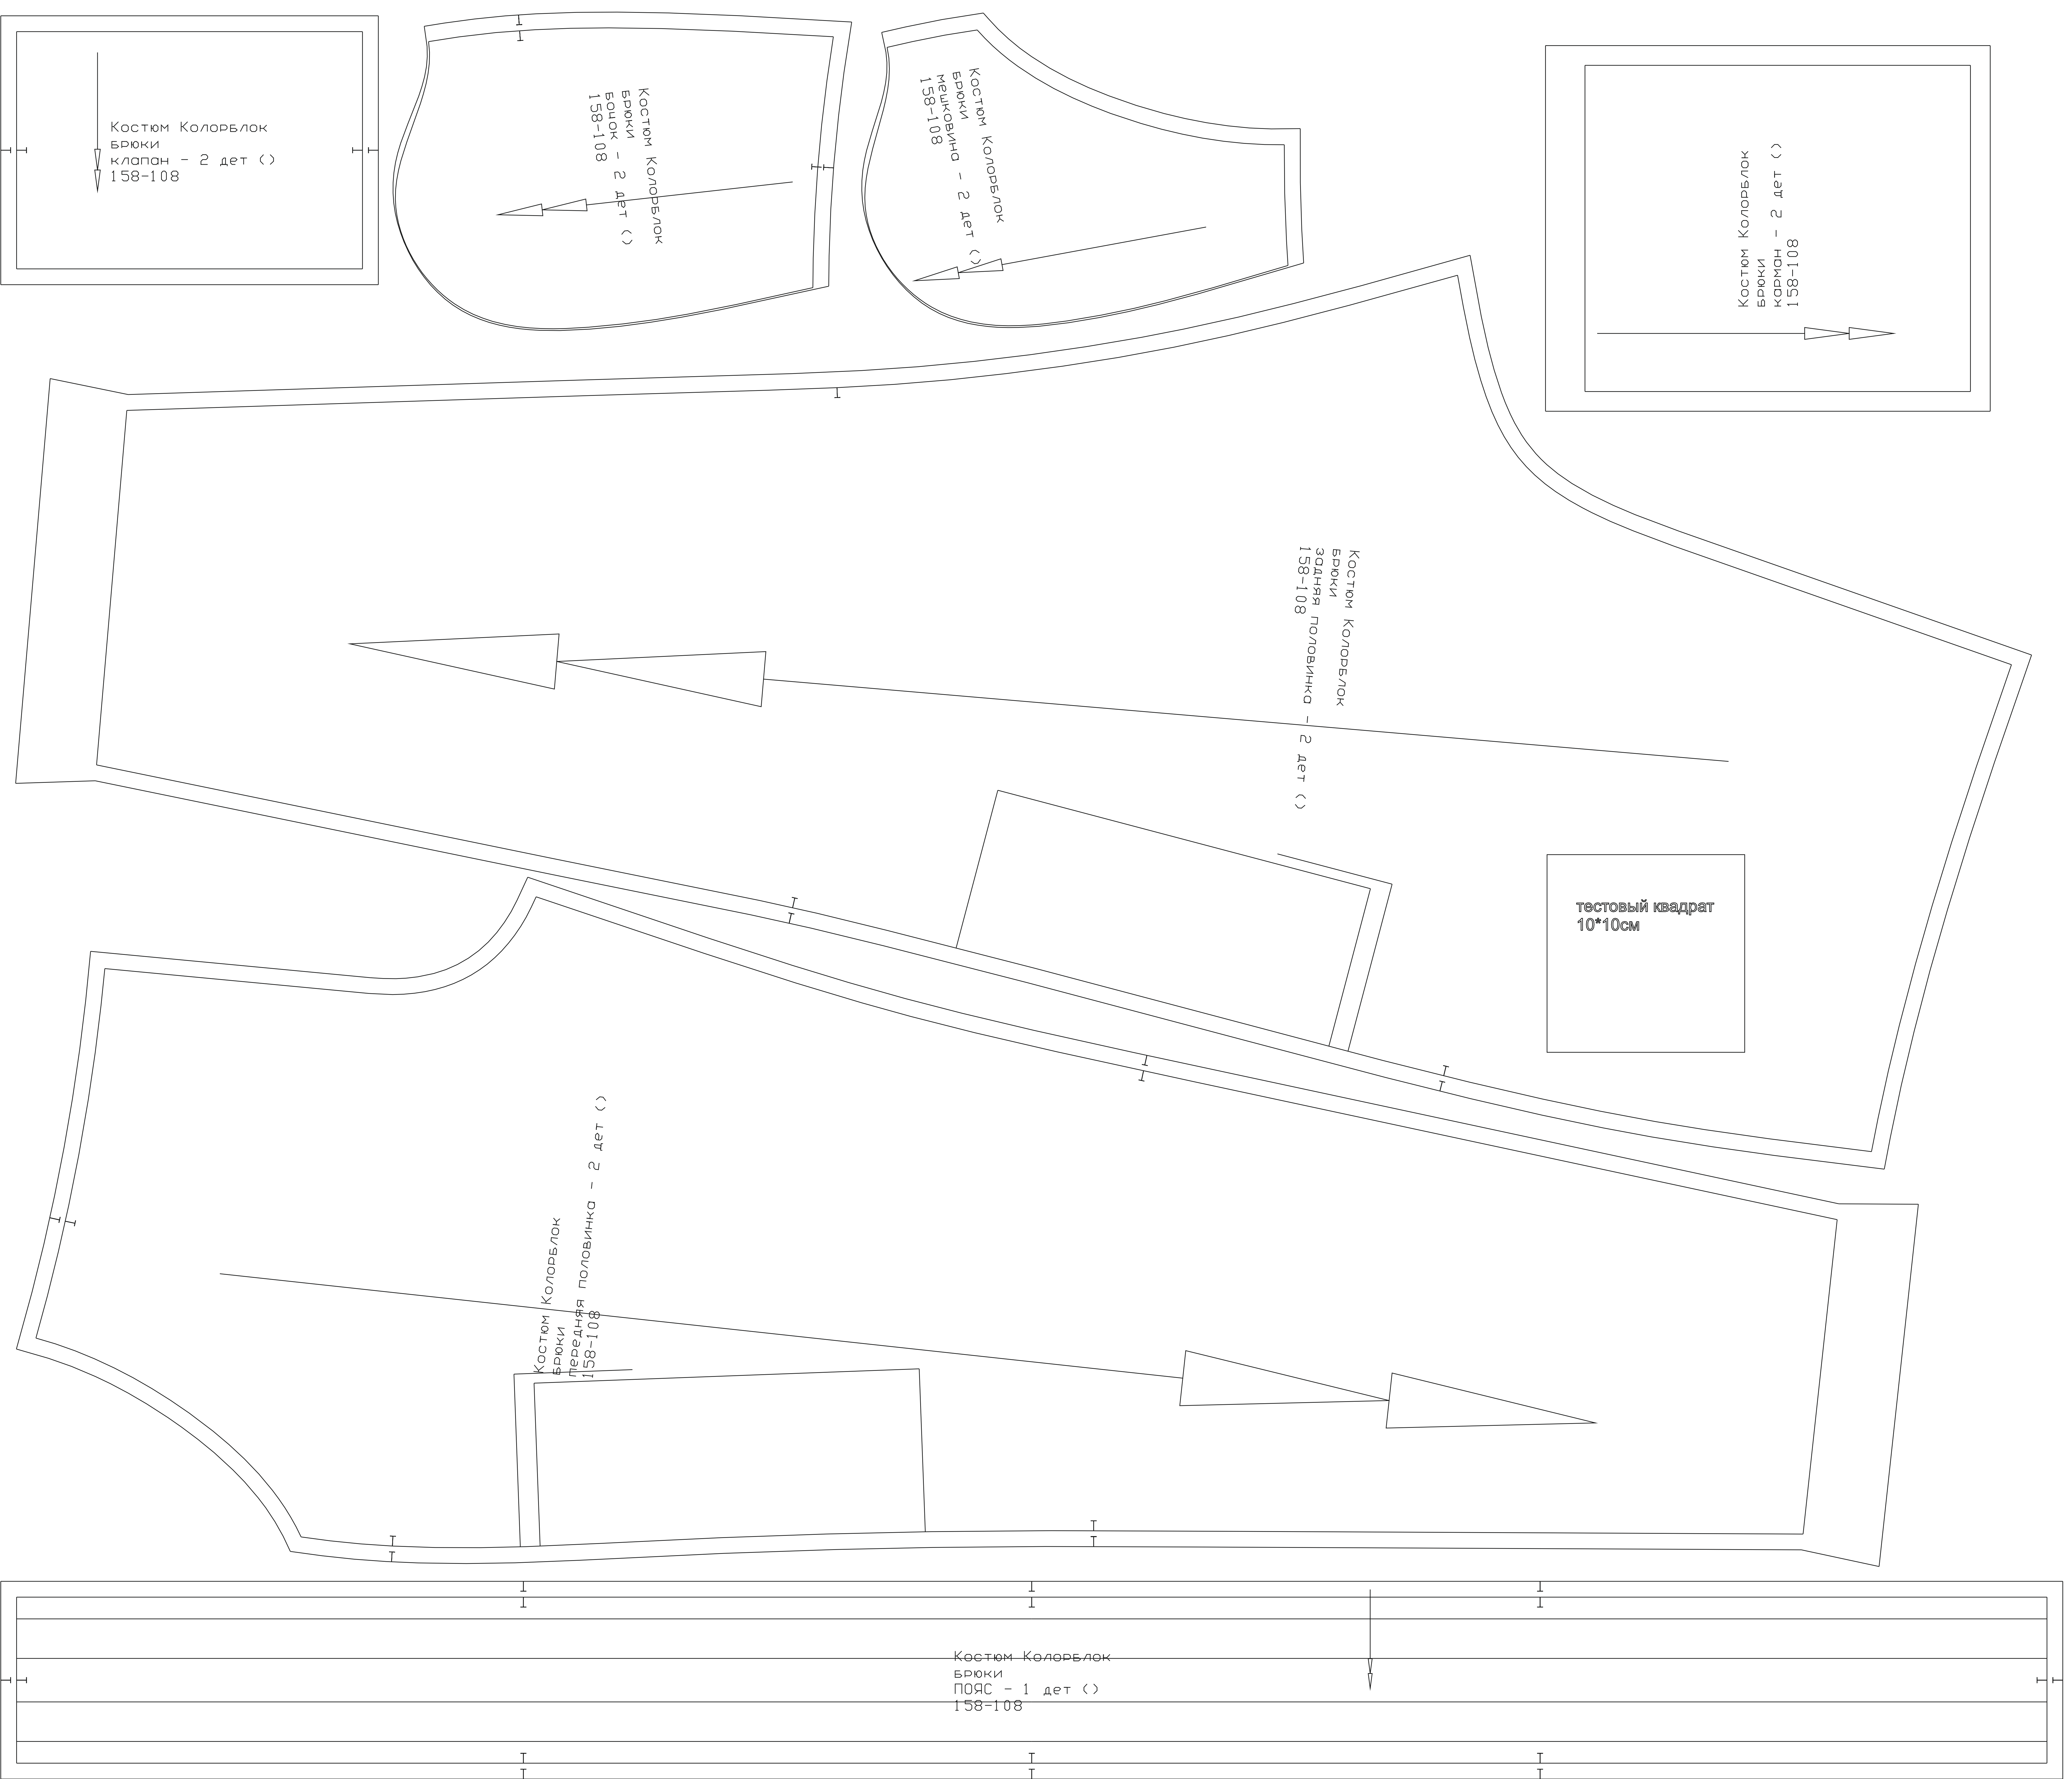 Костюм Колорблок
брюки
клапан - 2 дет ()
158-108
Костюм Колорблок
брюки
бочок - 2 дет ()
158-108
Костюм Колорблок
брюки
мешковина - 2 дет ()
158-108
Костюм Колорблок
брюки
карман - 2 дет ()
158-108
Костюм Колорблок
брюки
задняя половинка - 2 дет ()
158-108
тестовый квадрат
10*10см
Костюм Колорблок
брюки
передняя половинка - 2 дет ()
158-108
Костюм Колорблок
брюки
ПОЯС - 1 дет ()
158-108